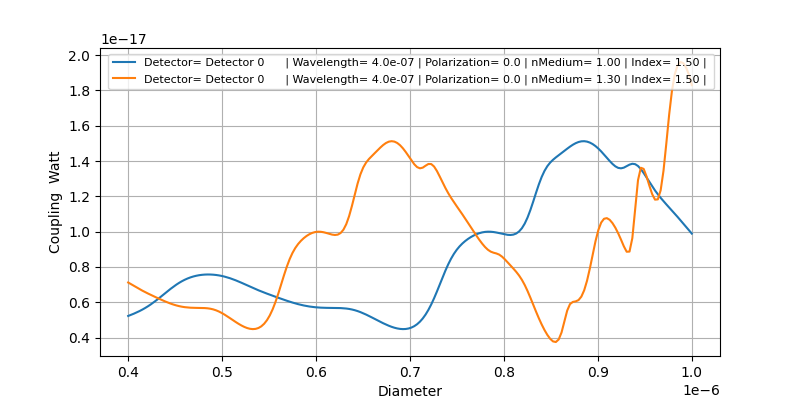 1e−17
2.0
1.8
1.6
1.4
1.2
1.0
0.8
0.6
0.4
Coupling Watt
Detector= Detector 0 | Wavelength= 4.0e-07 | Polarization= 0.0 | nMedium= 1.00 | Index= 1.50 |
Detector= Detector 0 | Wavelength= 4.0e-07 | Polarization= 0.0 | nMedium= 1.30 | Index= 1.50 |
0.4 0.5 0.6 0.7 0.8 0.9 1.0
Diameter
1e−6